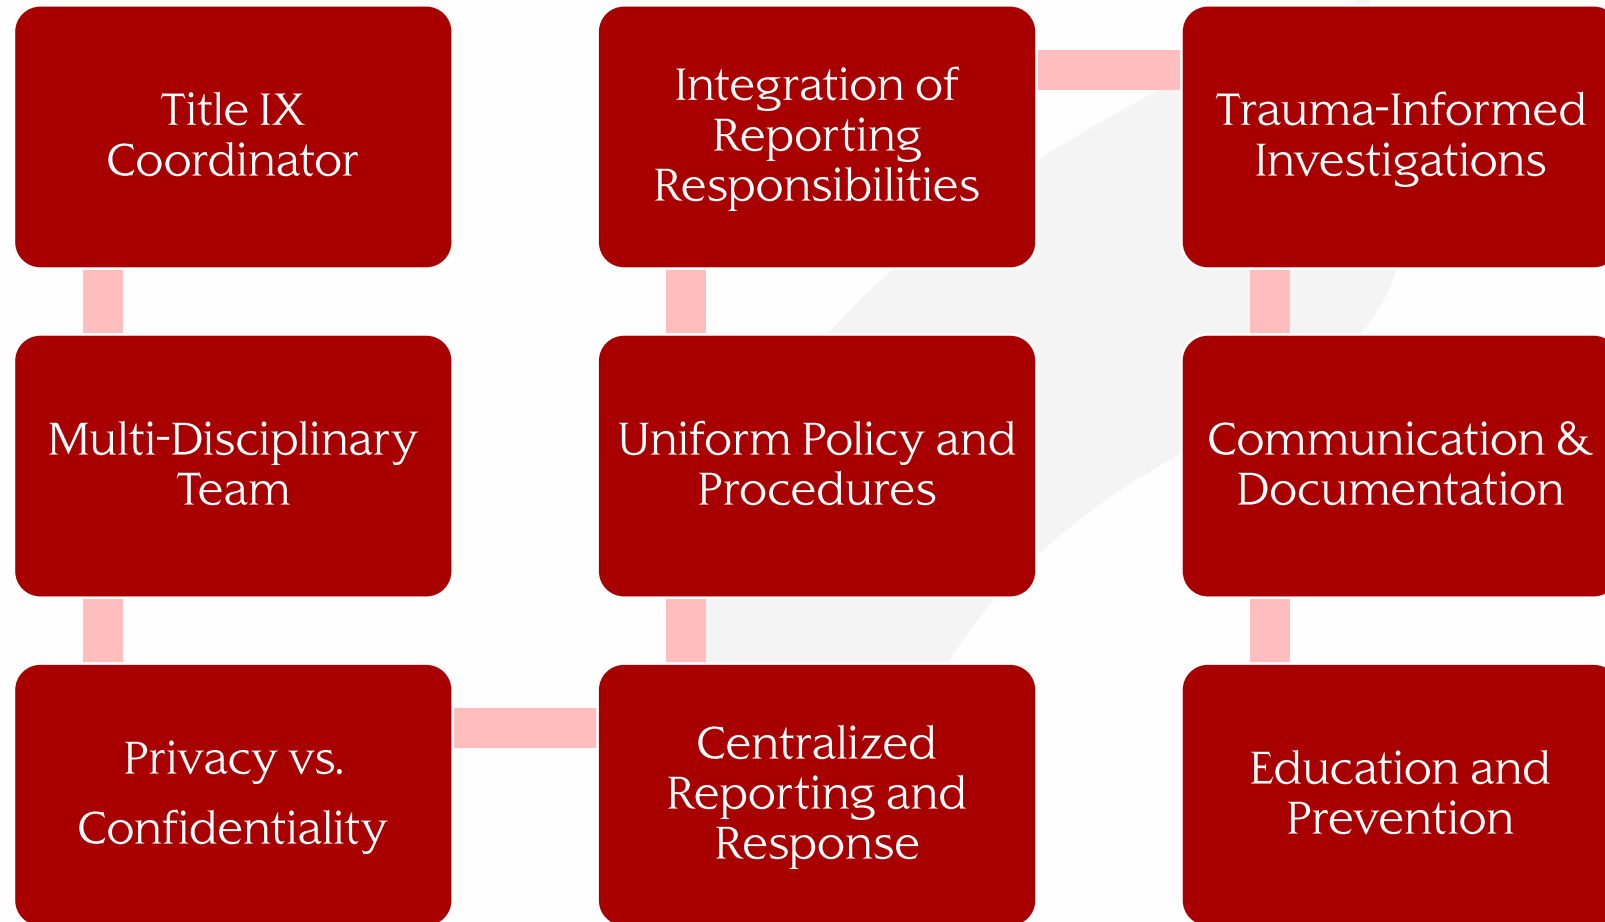 Title IX
Coordinator
Multi-Disciplinary
Team
Privacy vs.
Confidentiality
Centralized
Reporting and
Response
Uniform Policy and
Procedures
Integration of
Reporting
Responsibilities
Trauma-Informed
Investigations
Communication &
Documentation
Education and
Prevention